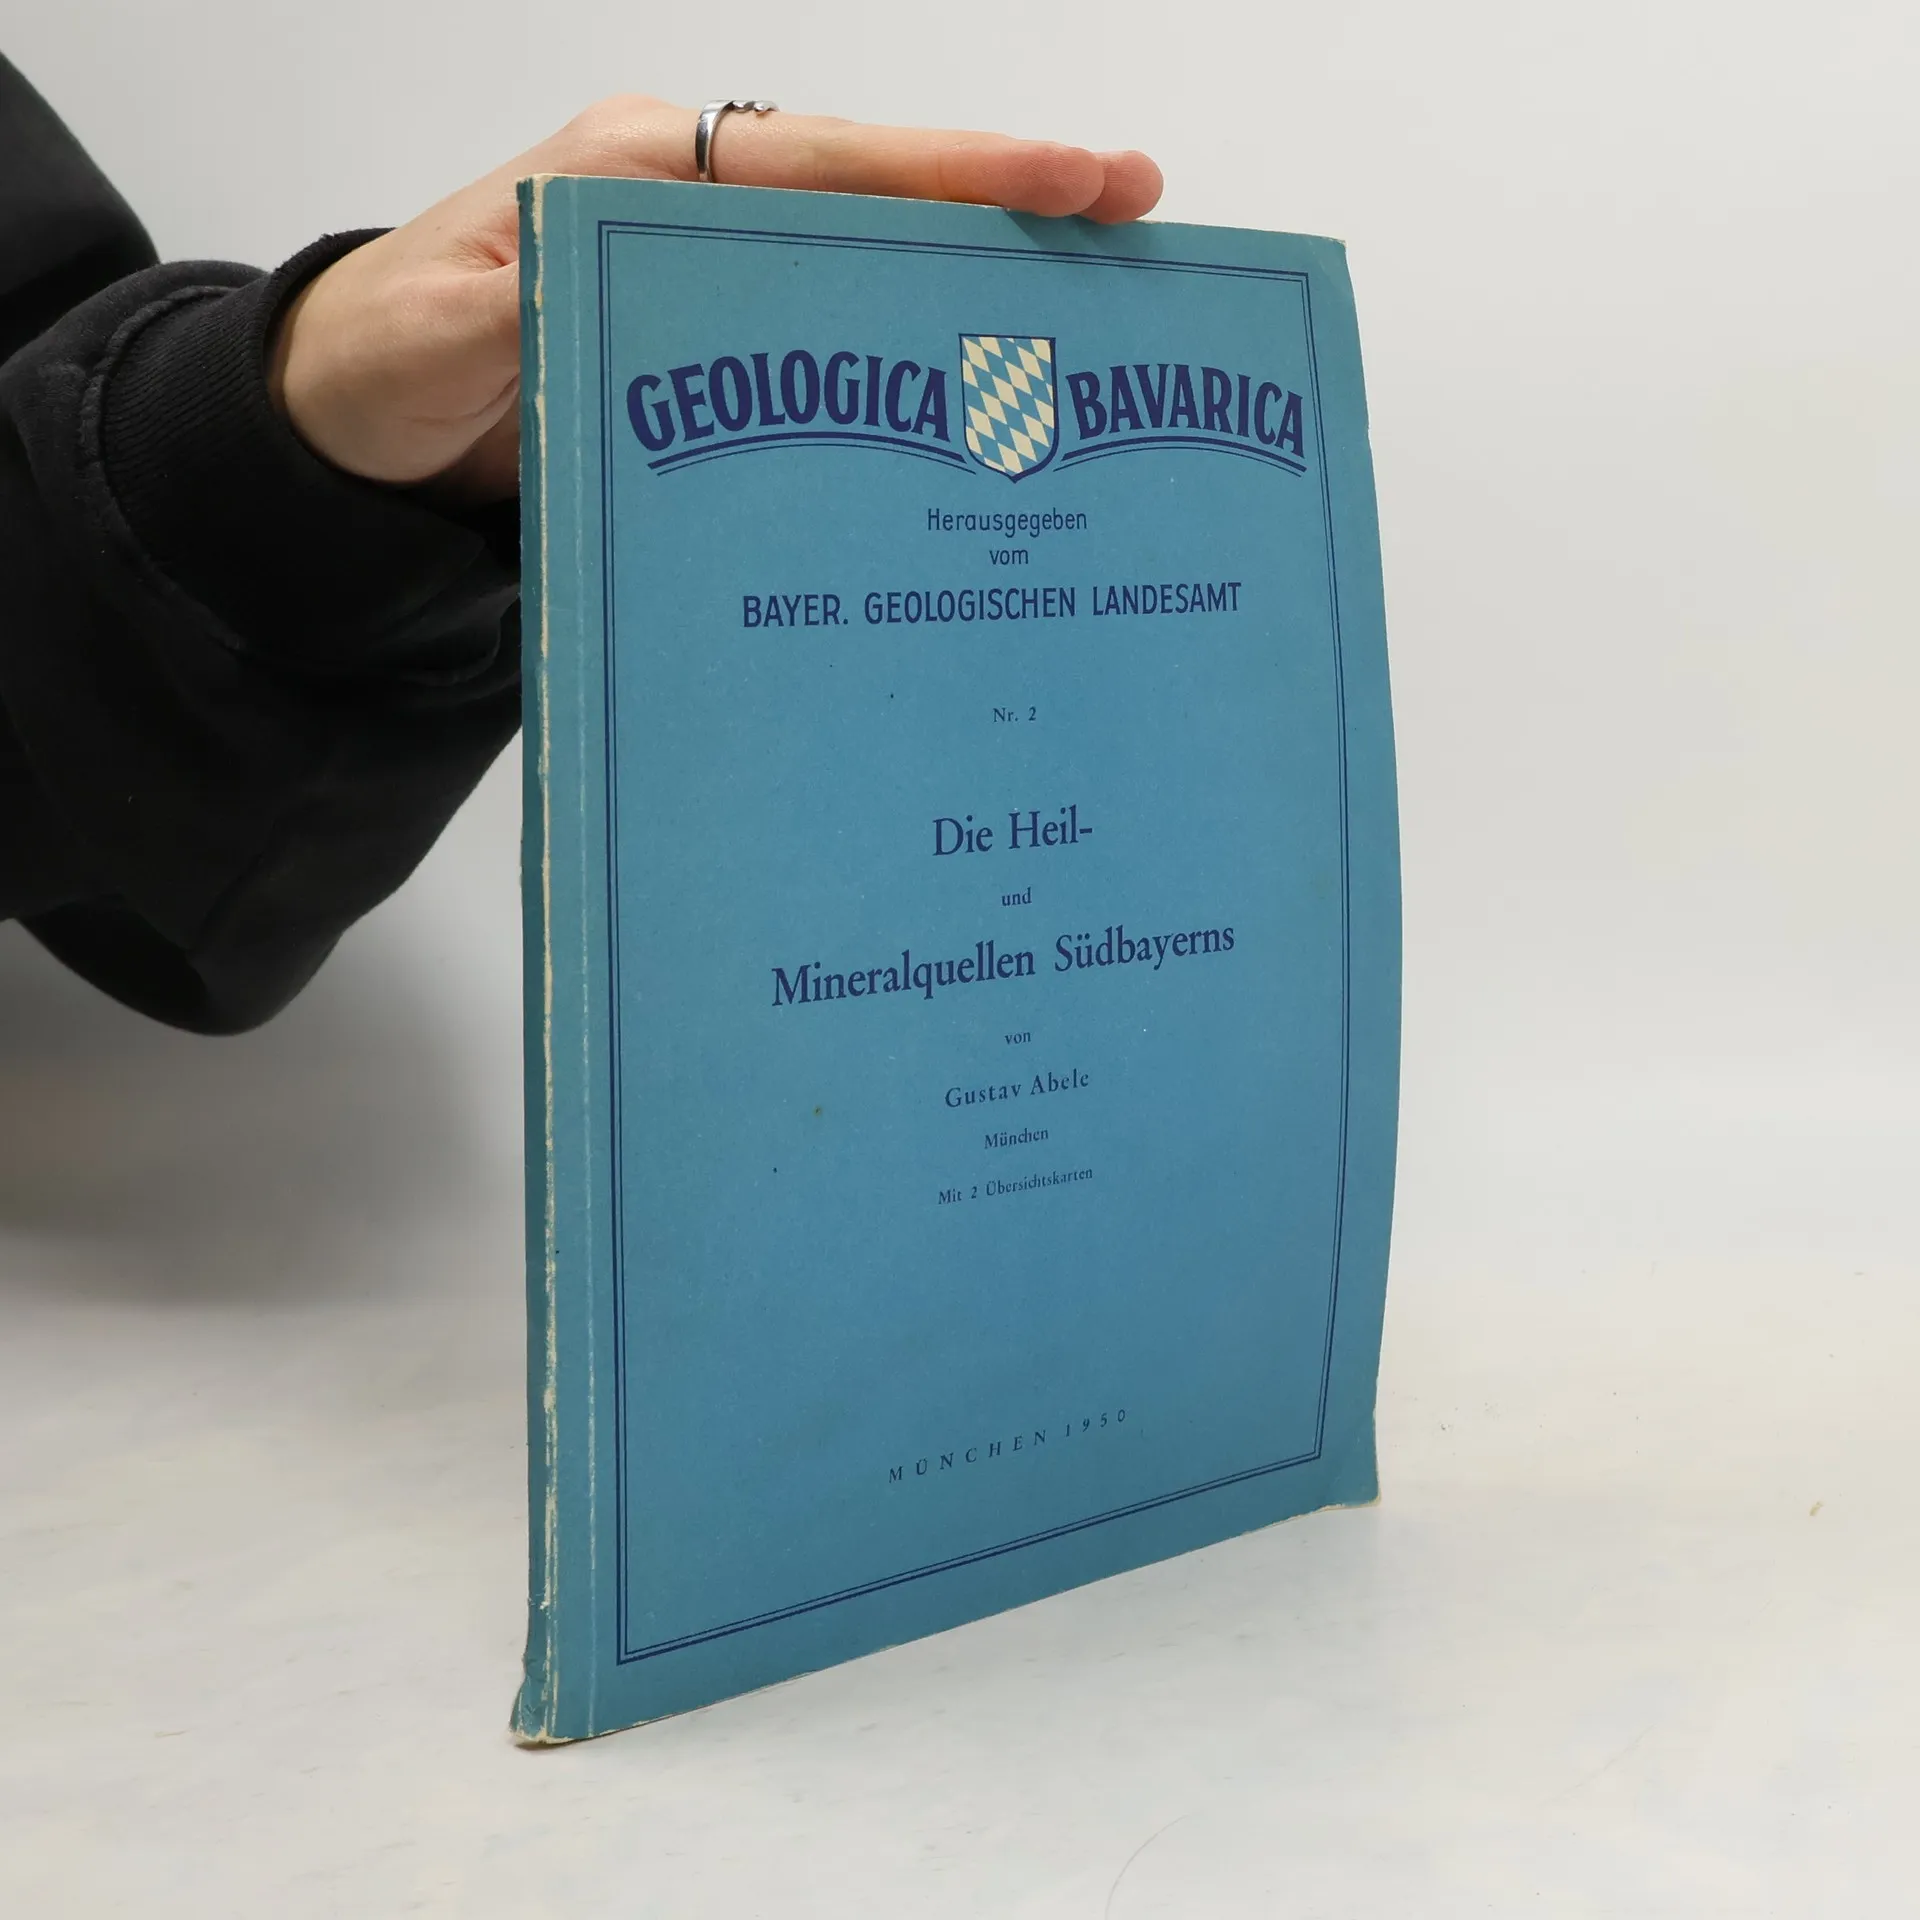 GEOLOGICA BAVARICA
Herausgegeben
vom
BAYER. GEOLOGISCHEN LANDESAMT
Nr. 2
Die Heil-
und
Mineralquellen Südbayerns
von
Gustav Abele
München
Mit 2 Übersichtskarten
MÜNCHEN 1950